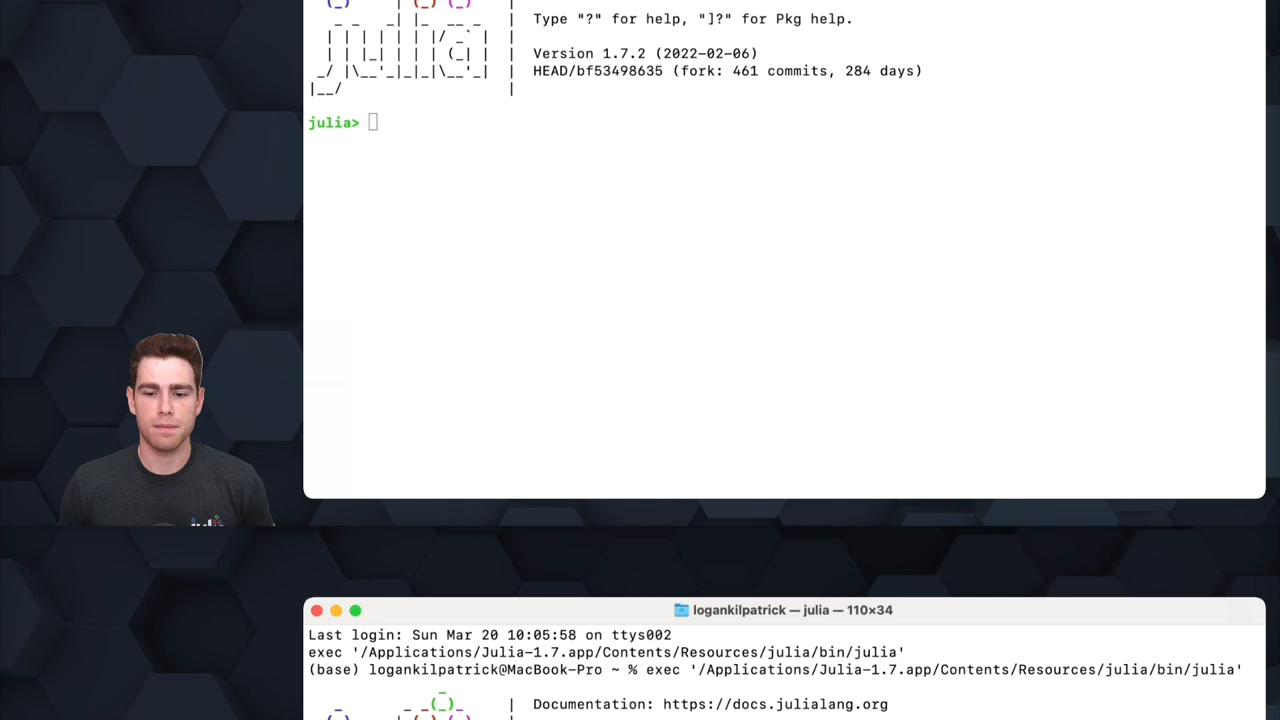 Type "?" for help, "]?" for Pkg help.
Version 1.7.2 (2022-02-06)
HEAD/bf53498635 (fork: 461 commits, 284 days)
julia>
julia
logankilpatrick — julia — 110×34
Last login: Sun Mar 20 10:05:58 on ttys002
exec '/Applications/Julia-1.7.app/Contents/Resources/julia/bin/julia'
(base) logankilpatrick@MacBook-Pro ~ % exec '/Applications/Julia-1.7.app/Contents/Resources/julia/bin/julia'
Documentation: https://docs.julialang.org